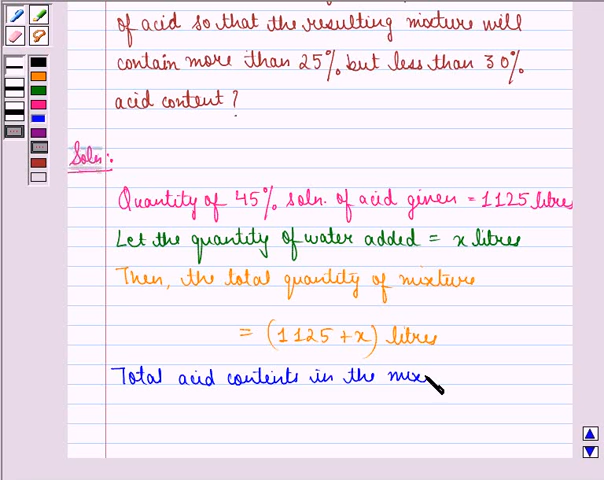 of acid so that the resulting mixture will
contain more than 25% but less than 30%
acid content?
Soln:
Quantity of 45% soln. of acid given = 1125 litres
Let the quantity of water added = x litres
Then, the total quantity of mixture
= (1125 + x) litres
Total acid contents in the mix